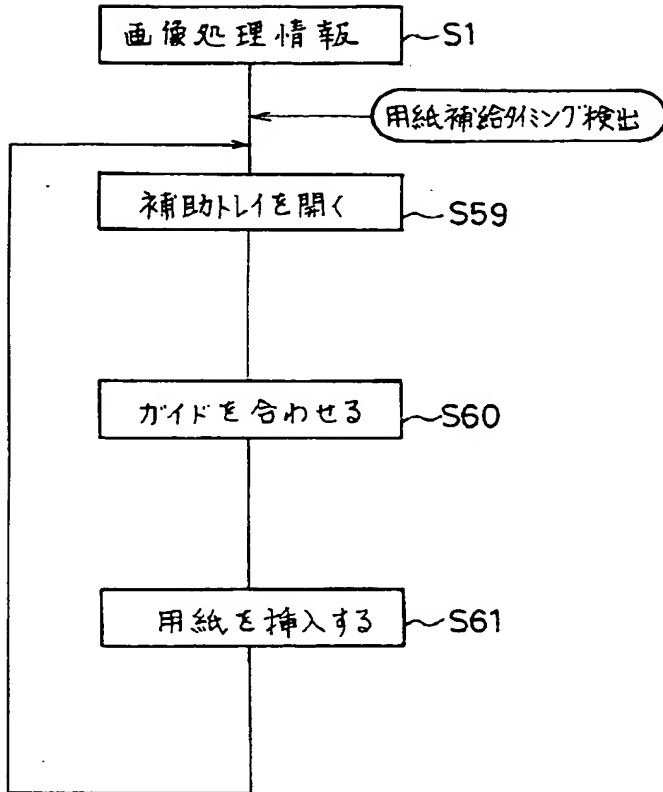 画像処理情報 S1
用紙補給タイミング検出
補助トレイを開く S59
ガイドを合わせる S60
用紙を挿入する S61